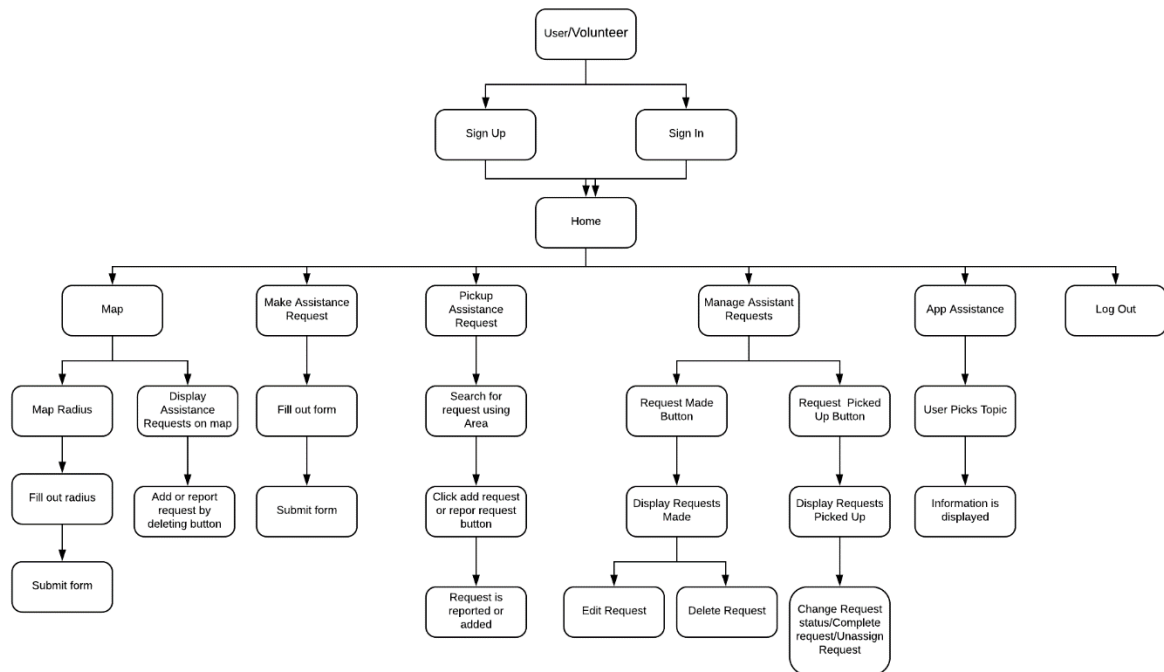 User/Volunteer
Sign Up
Sign In
Home
Map
Make Assistance
Request
Pickup
Assistance
Request
Manage Assistant
Requests
App Assistance
Log Out
Map Radius
Display
Assistance
Requests on map
Fill out form
Search for
request using
Area
Request Made
Button
Request Picked
Up Button
User Picks Topic
Fill out radius
Add or report
request by
deleting button
Submit form
Click add request
or repor request
button
Display Requests
Made
Display Requests
Picked Up
Information is
displayed
Submit form
Request is
reported or
added
Edit Request
Delete Request
Change Request
status/Complete
request/Unassign
Request